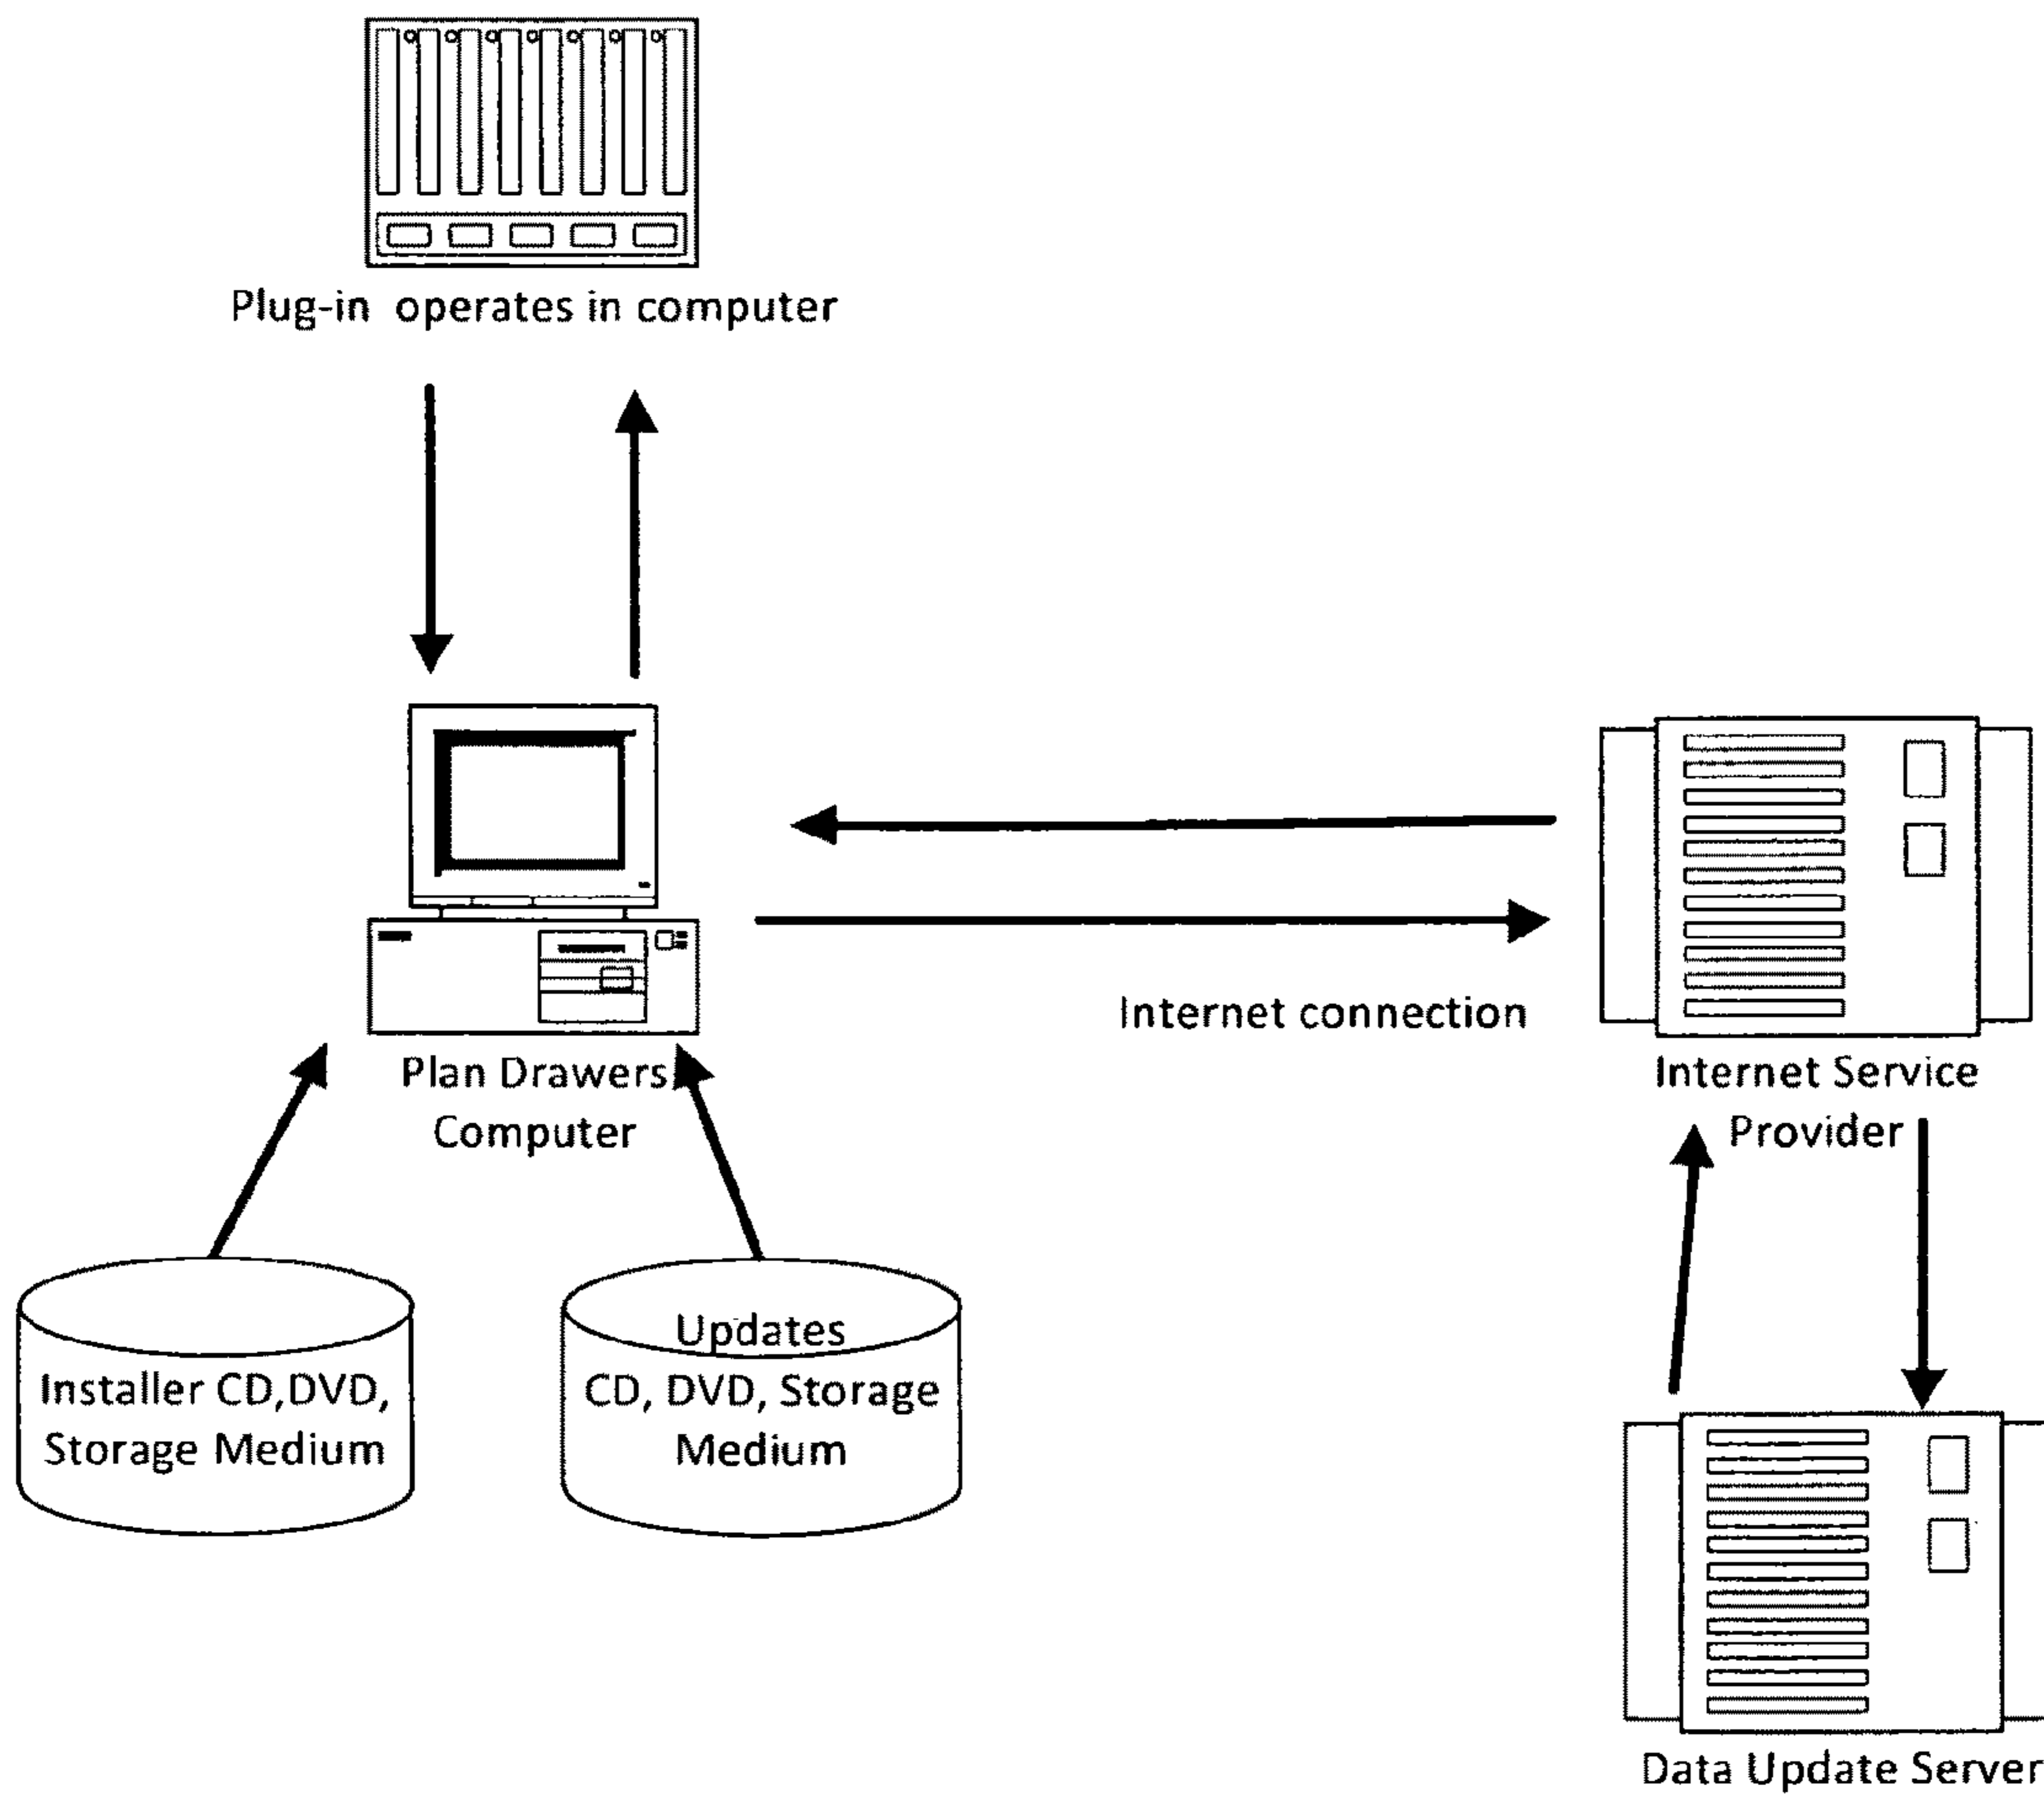 Plug-in operates in computer
Internet connection
Plan Drawers
Computer
Internet Service
Provider
Installer CD,DVD,
Storage Medium
Updates
CD, DVD, Storage
Medium
Data Update Server